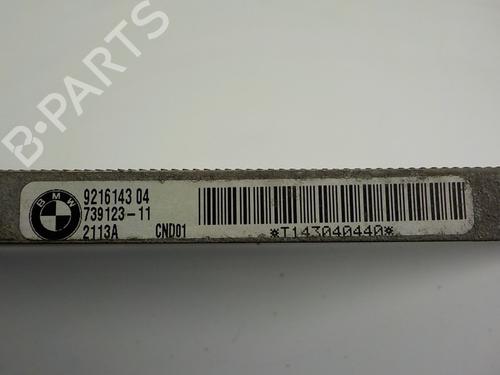 B-PARTS
BMW
9216143 04
739123-11
2113A CND01
*T143040440*